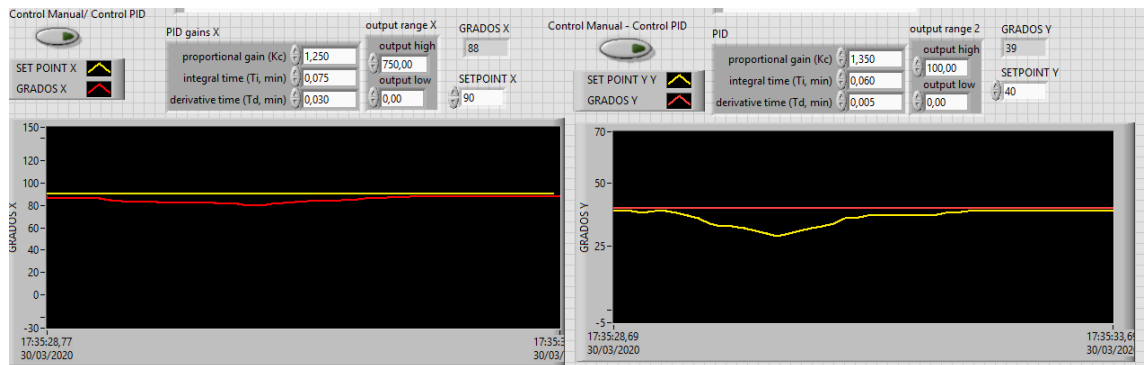 Control Manual/ Control PID
SET POINT X
GRADOS X
PID gains X
proportional gain (Kc) 1,250
integral time (Ti, min) 0,075
derivative time (Td, min) 0,030
output range X
output high
750,00
output low
0,00
GRADOS X
88
SETPOINT X
90
150
120
100
80
60
40
20
0
-30
GRADOS X
17:35:28,77
30/03/2020
17:35:3
30/03/
Control Manual - Control PID
SET POINT Y Y
GRADOS Y
PID
proportional gain (Kc) 1,350
integral time (Ti, min) 0,060
derivative time (Td, min) 0,005
output range 2
output high
100,00
output low
0,00
GRADOS Y
39
SETPOINT Y
40
70
50
25
-5
GRADOS Y
17:35:28,69
30/03/2020
17:35:33,69
30/03/2020